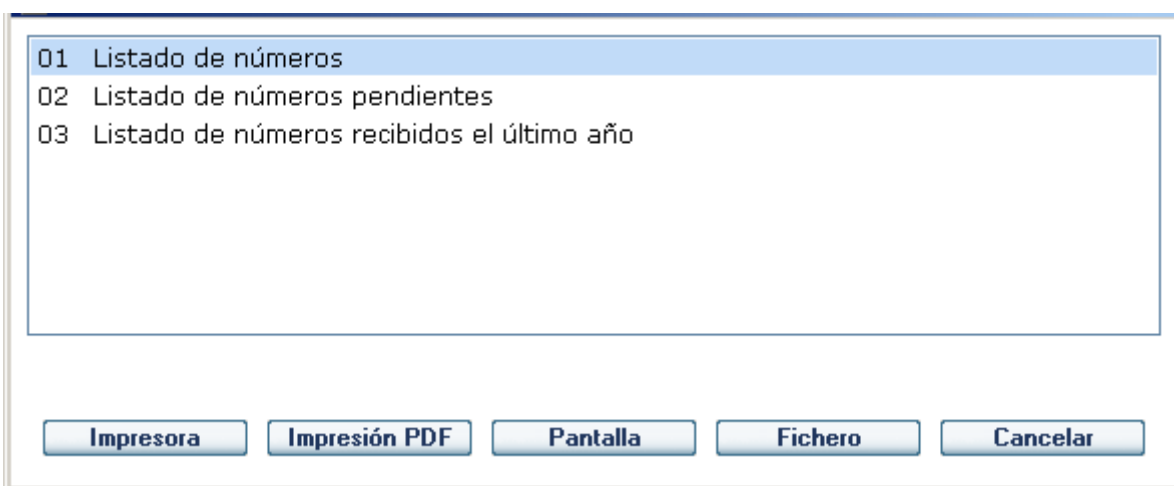 01 Listado de números
02 Listado de números pendientes
03 Listado de números recibidos el último año
Impresora Impresión PDF Pantalla Fichero Cancelar